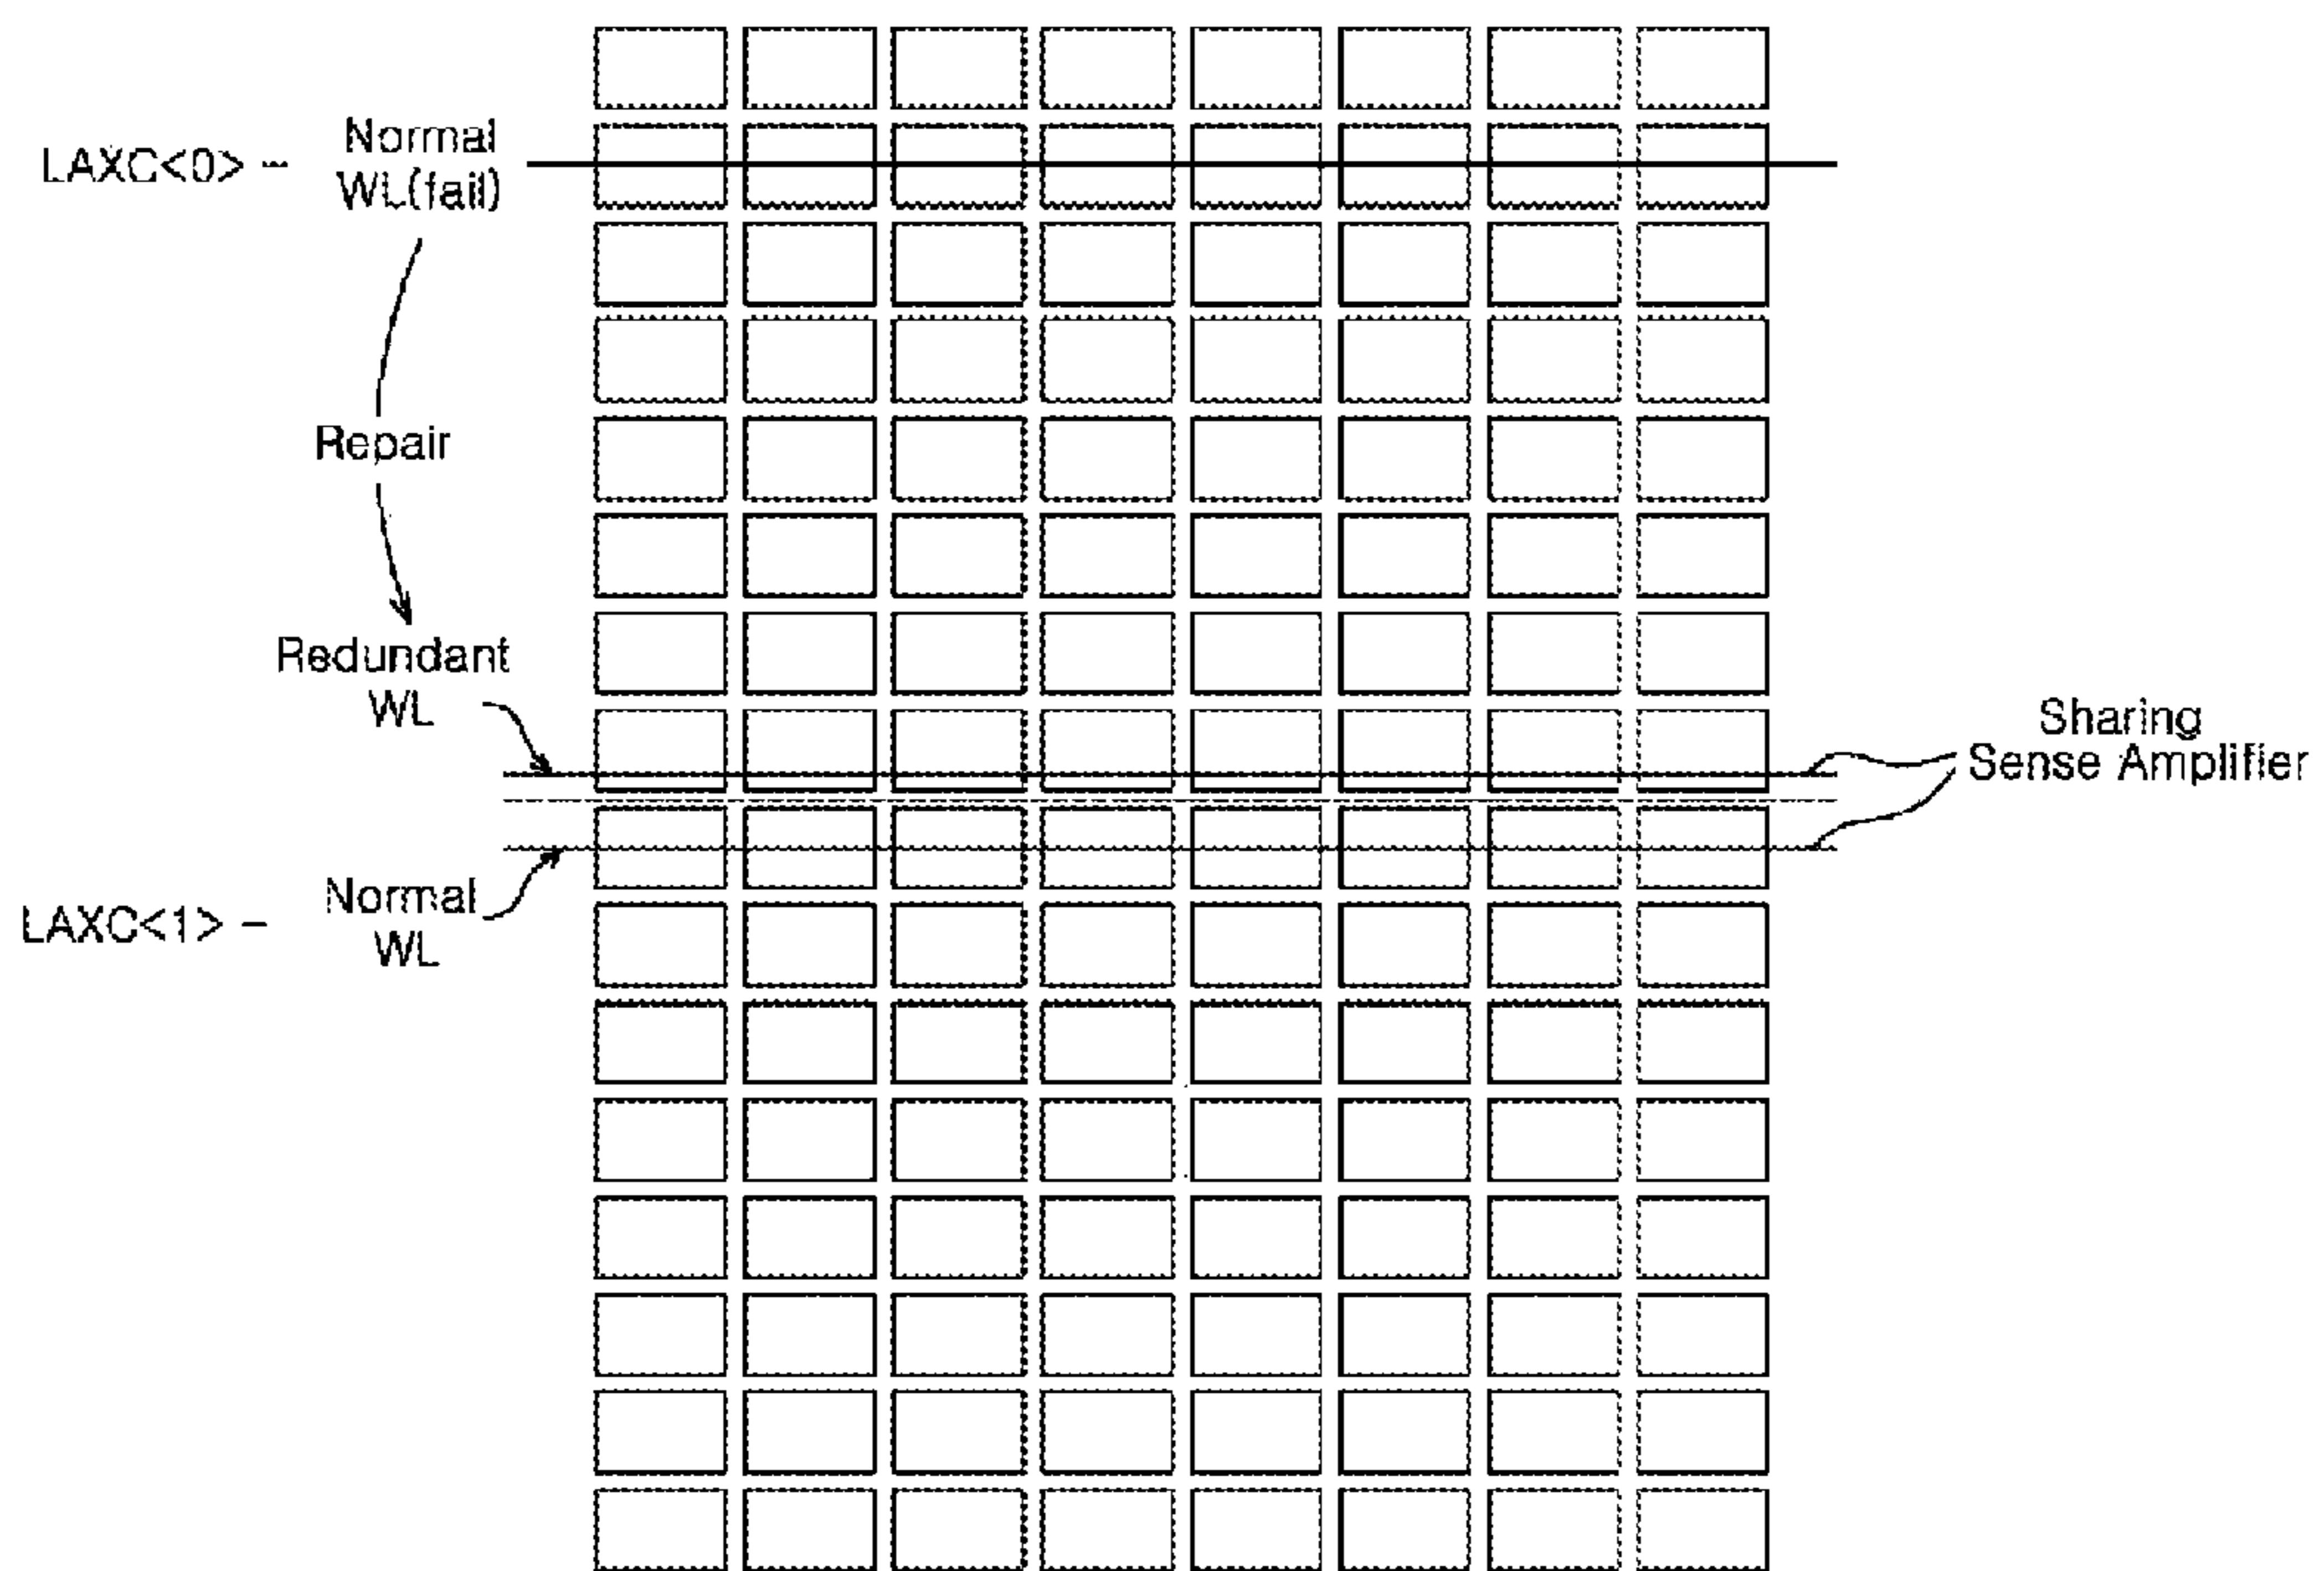 LAXC<0> -
Normal
WL(fail)
Repair
Redundant
WL
Sharing
Sense Amplifier
LAXC<1> -
Normal
WL